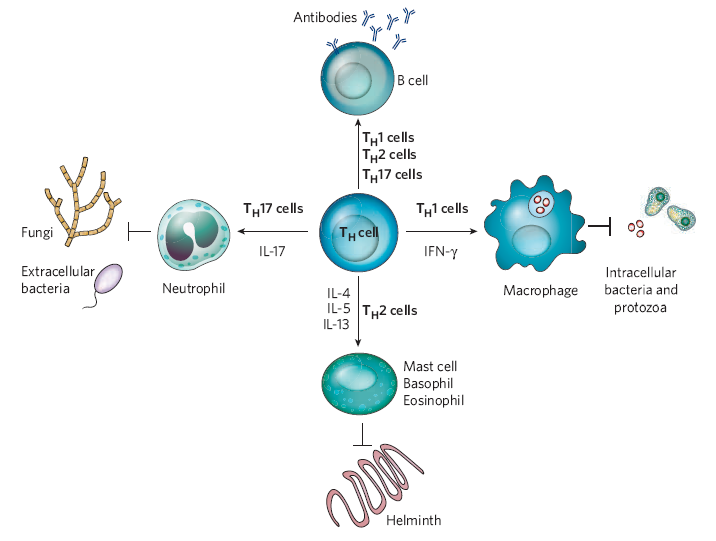 Antibodies
B cell
TH1 cells
TH2 cells
TH17 cells
TH17 cells
IL-17
TH cell
TH1 cells
IFN-γ
Fungi
Extracellular
bacteria
Neutrophil
Macrophage
Intracellular
bacteria and
protozoa
IL-4
IL-5
IL-13
TH2 cells
Mast cell
Basophil
Eosinophil
Helminth